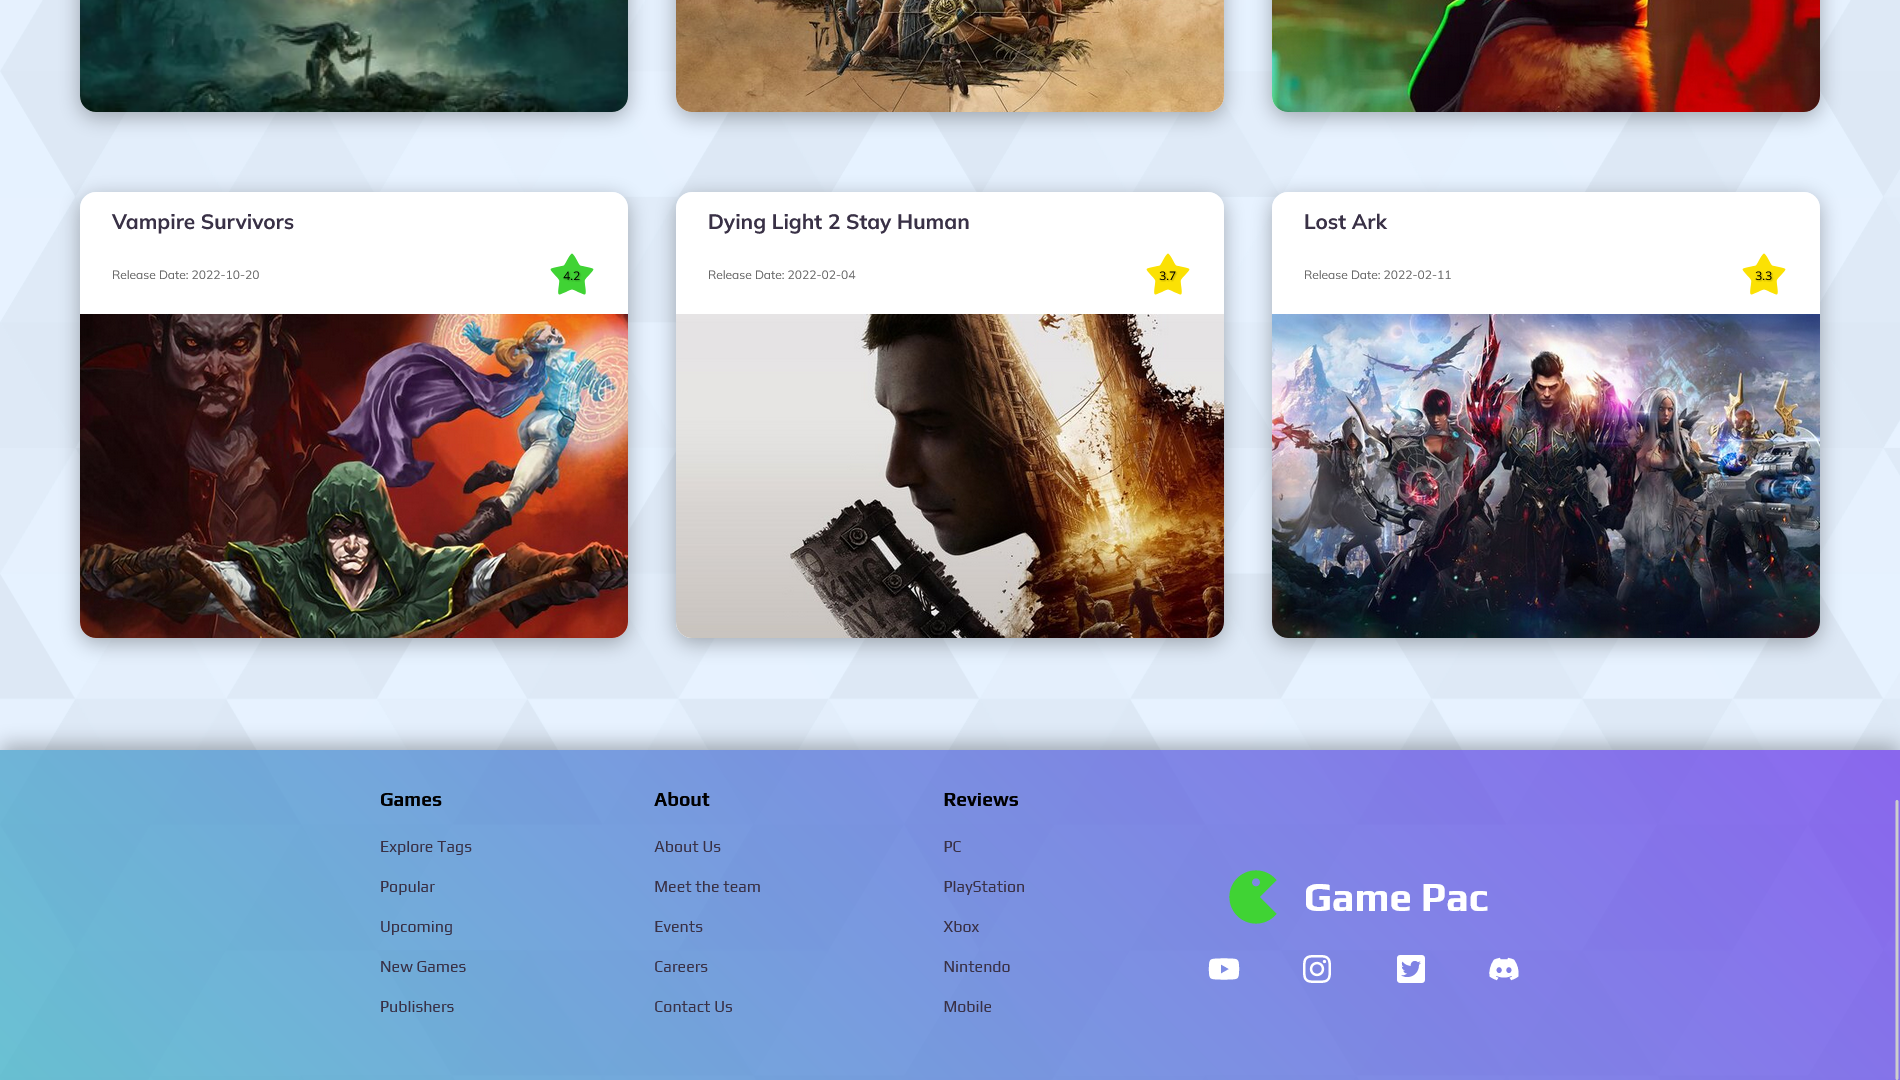 Vampire Survivors
Release Date: 2022-10-20
4.2
Dying Light 2 Stay Human
Release Date: 2022-02-04
3.7
Lost Ark
Release Date: 2022-02-11
3.3
Games
Explore Tags
Popular
Upcoming
New Games
Publishers
About
About Us
Meet the team
Events
Careers
Contact Us
Reviews
PC
PlayStation
Xbox
Nintendo
Mobile
Game Pac